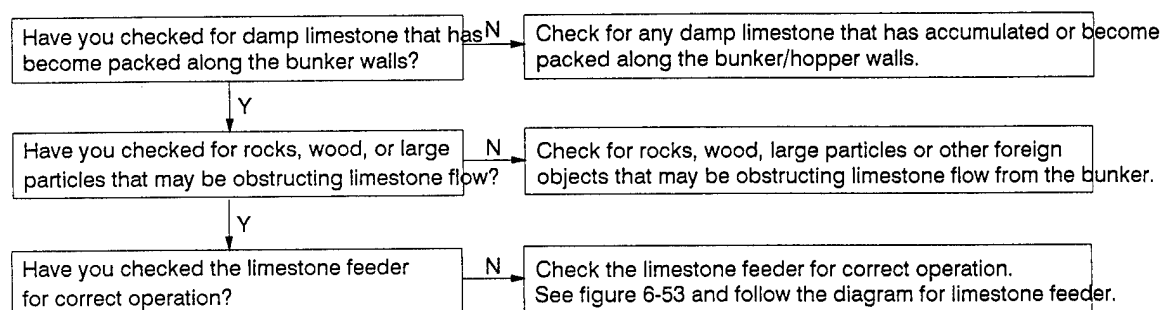 Have you checked for damp limestone that has
become packed along the bunker walls?
N
Check for any damp limestone that has accumulated or become
packed along the bunker/hopper walls.
Y
Have you checked for rocks, wood, or large
particles that may be obstructing limestone flow?
N
Check for rocks, wood, large particles or other foreign
objects that may be obstructing limestone flow from the bunker.
Y
Have you checked the limestone feeder
for correct operation?
N
Check the limestone feeder for correct operation.
See figure 6-53 and follow the diagram for limestone feeder.